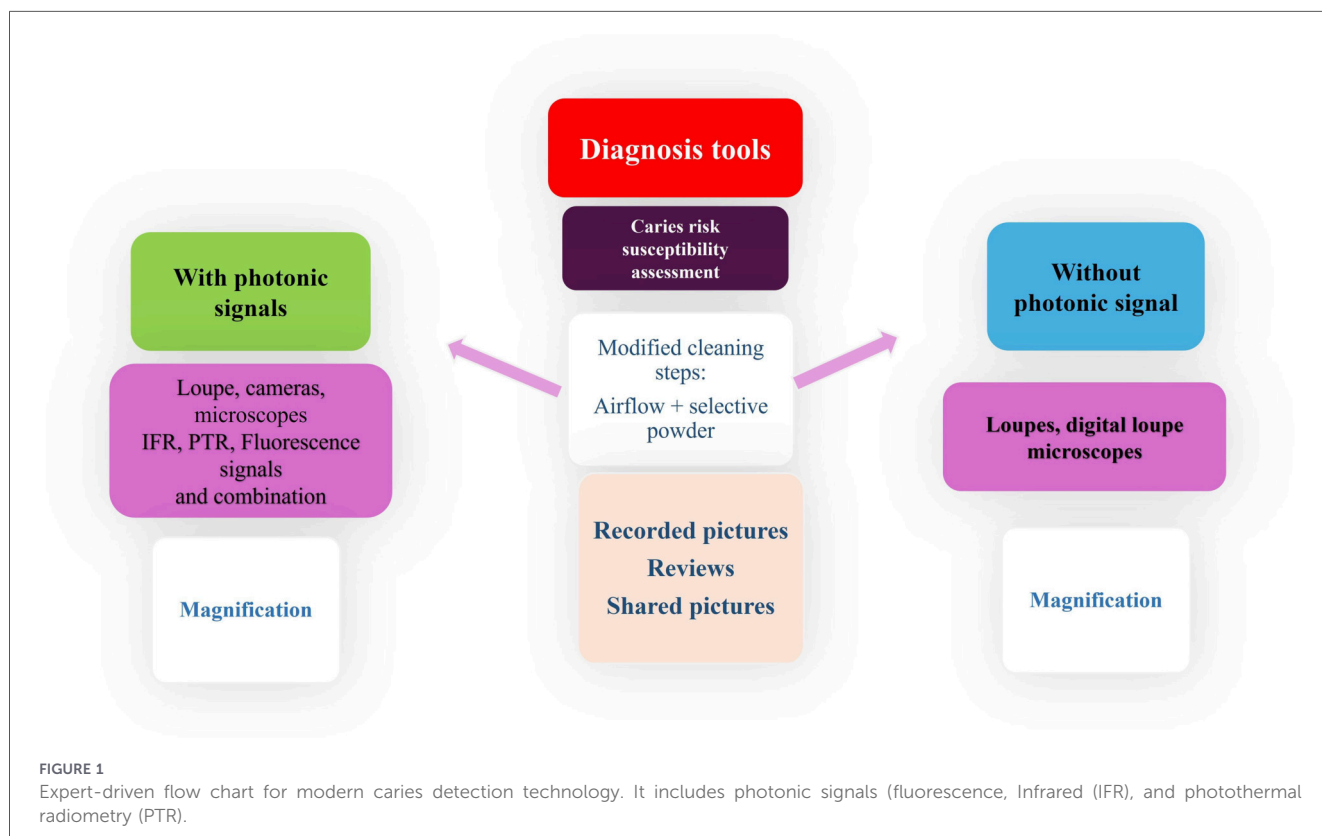 Diagnosis tools
Caries risk
susceptibility
assessment
Modified cleaning
steps:
Airflow + selective
powder
Recorded pictures
Reviews
Shared pictures
With photonic
signals
Loupe, cameras,
microscopes
IFR, PTR, Fluorescence
signals
and combination
Magnification
Without
photonic signal
Loupes, digital loupe
microscopes
Magnification
FIGURE 1
Expert-driven flow chart for modern caries detection technology. It includes photonic signals (fluorescence, Infrared (IFR), and photothermal
radiometry (PTR).